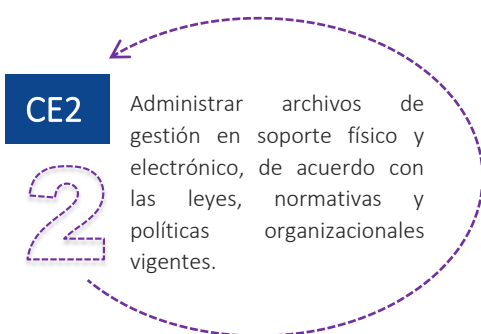 CE2
2
Administrar archivos de
gestión en soporte físico y
electrónico, de acuerdo con
las leyes, normativas y
políticas organizacionales
vigentes.